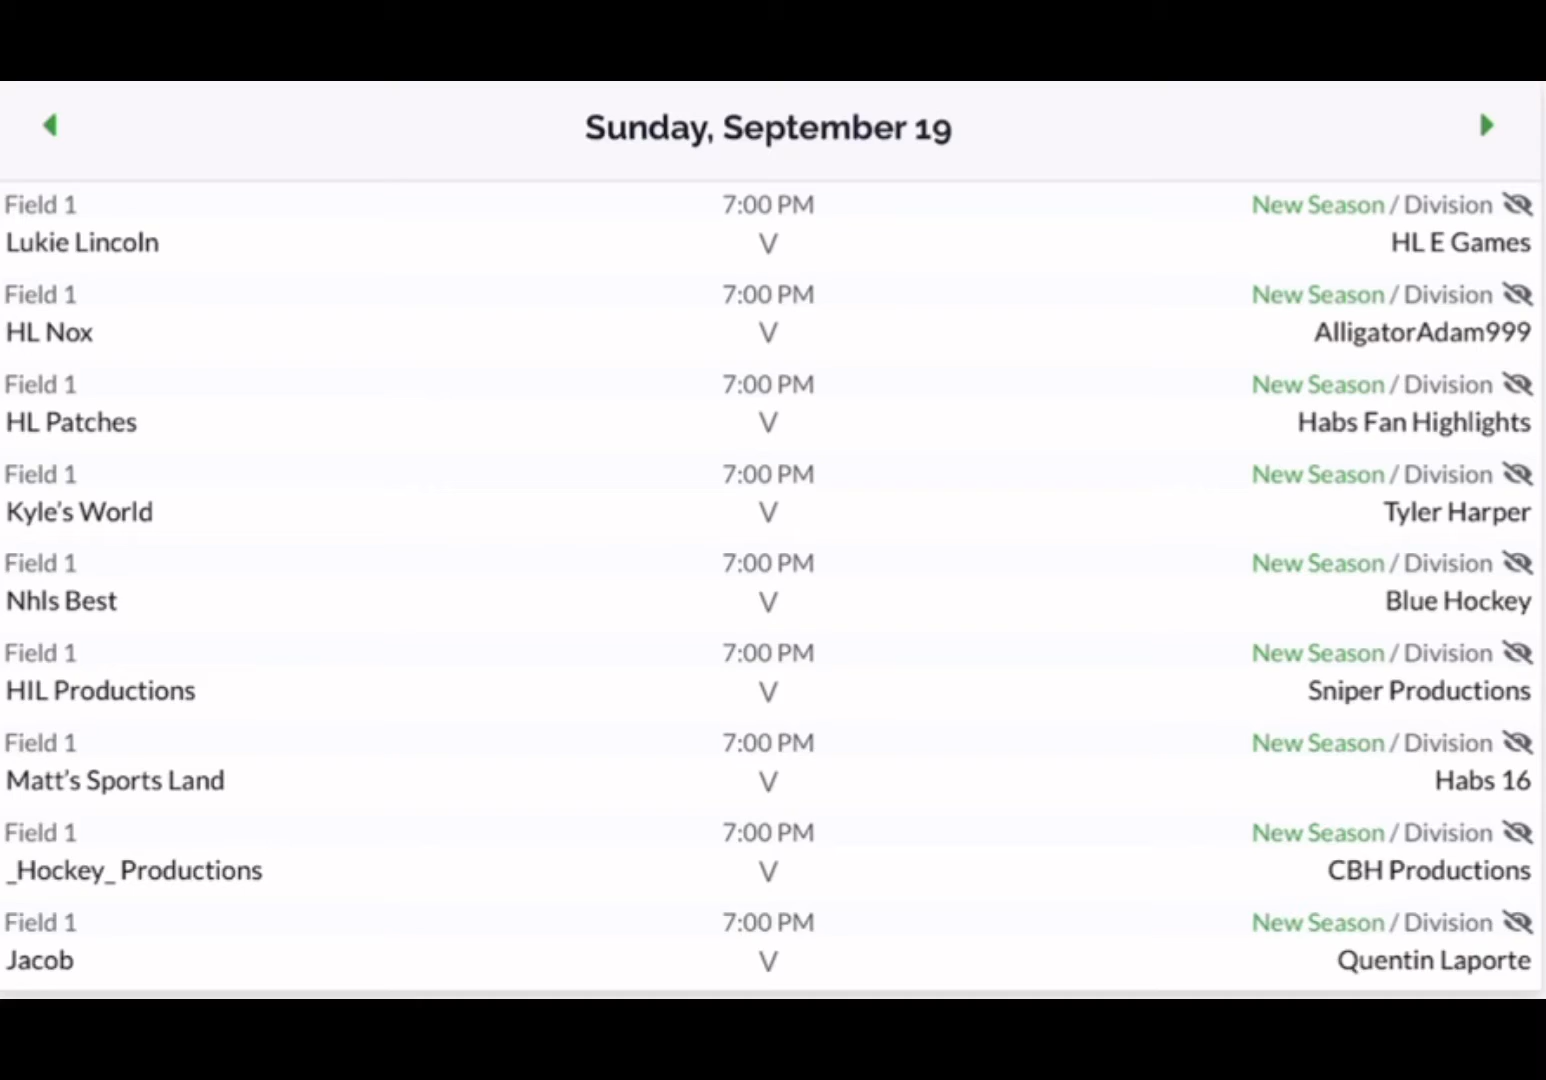 Sunday, September 19
Field 1 7:00 PM New Season / Division
Lukie Lincoln V HL E Games
Field 1 7:00 PM New Season / Division
HL Nox V AlligatorAdam999
Field 1 7:00 PM New Season / Division
HL Patches V Habs Fan Highlights
Field 1 7:00 PM New Season / Division
Kyle's World V Tyler Harper
Field 1 7:00 PM New Season / Division
Nhls Best V Blue Hockey
Field 1 7:00 PM New Season / Division
HIL Productions V Sniper Productions
Field 1 7:00 PM New Season / Division
Matt's Sports Land V Habs 16
Field 1 7:00 PM New Season / Division
_Hockey_ Productions V CBH Productions
Field 1 7:00 PM New Season / Division
Jacob V Quentin Laporte